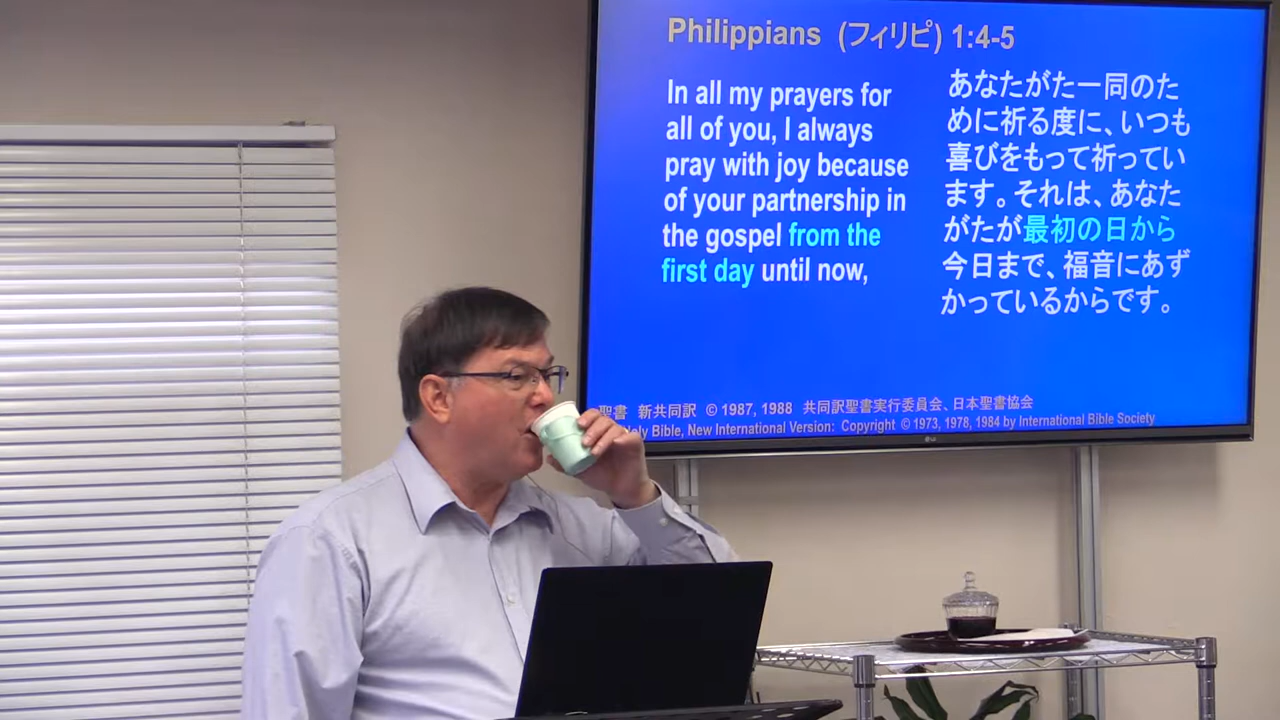 Philippians (フィリピ) 1:4-5
In all my prayers for
all of you, I always
pray with joy because
of your partnership in
the gospel from the
first day until now,
あなたがた一同のた
めに祈る度に、いつも
喜びをもって祈ってい
ます。それは、あなた
がたが最初の日から
今日まで、福音にあず
かっているからです。
聖書 新共同訳 © 1987, 1988 共同訳聖書実行委員会、日本聖書協会
Bible, New International Version: Copyright © 1973, 1978, 1984 by International Bible Society
LG